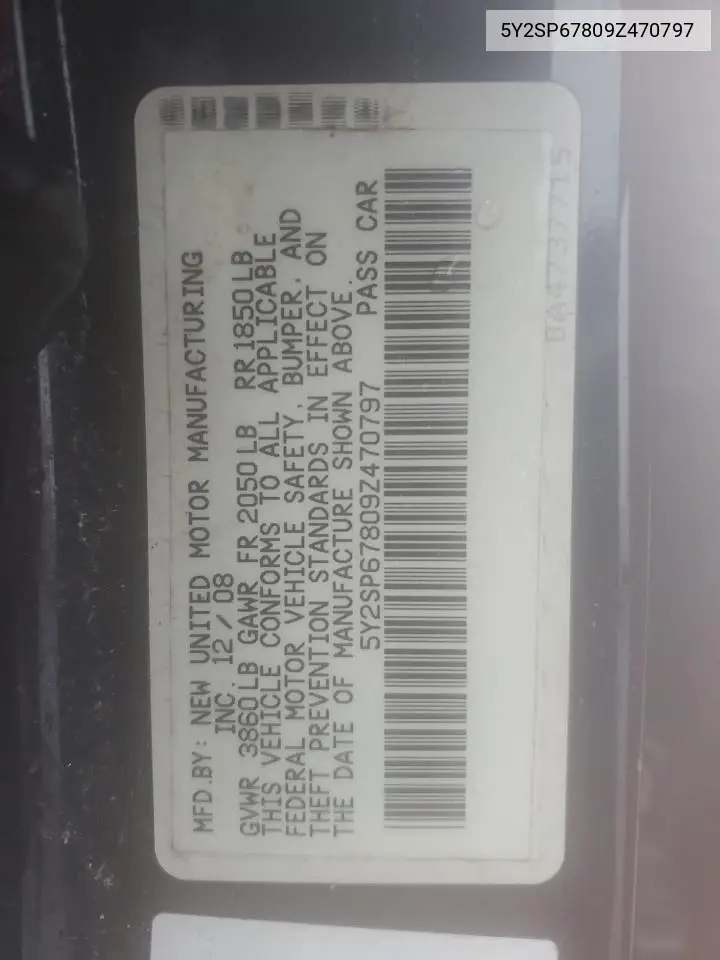 5Y2SP67809Z470797
MFD.BY: NEW UNITED MOTOR MANUFACTURING
INC. 12/08
GVWR 3860LB GAWR FR 2050LB RR 1850LB
THIS VEHICLE CONFORMS TO ALL APPLICABLE
FEDERAL MOTOR VEHICLE SAFETY, BUMPER, AND
THEFT PREVENTION STANDARDS IN EFFECT ON
THE DATE OF MANUFACTURE SHOWN ABOVE.
5Y2SP67809Z470797 PASS CAR
0A4737715